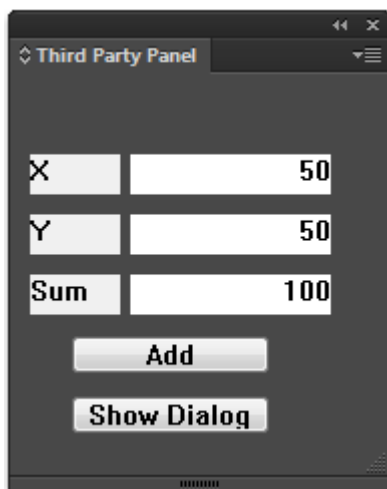 Third Party Panel
X 50
Y 50
Sum 100
Add
Show Dialog